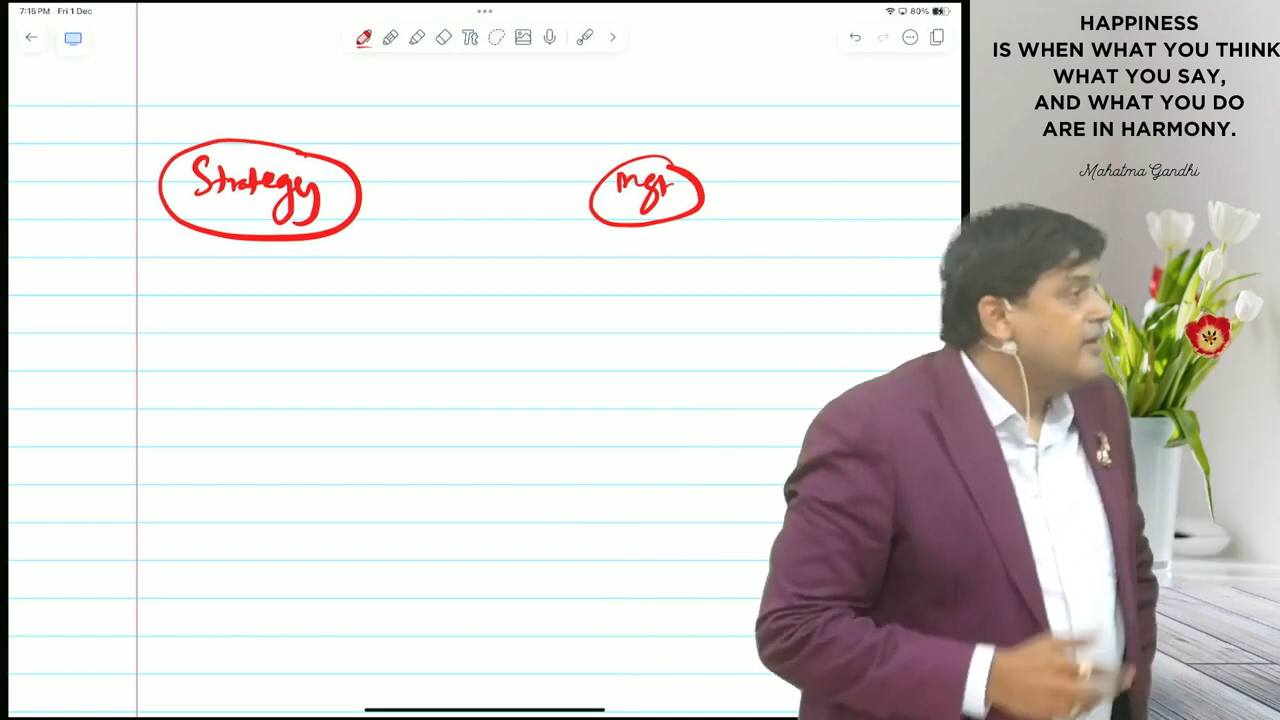 7:15 PM Fri 1 Dec
80%
Tt
Strategy
mgt
HAPPINESS
IS WHEN WHAT YOU THINK
WHAT YOU SAY,
AND WHAT YOU DO
ARE IN HARMONY.
Mahatma Gandhi